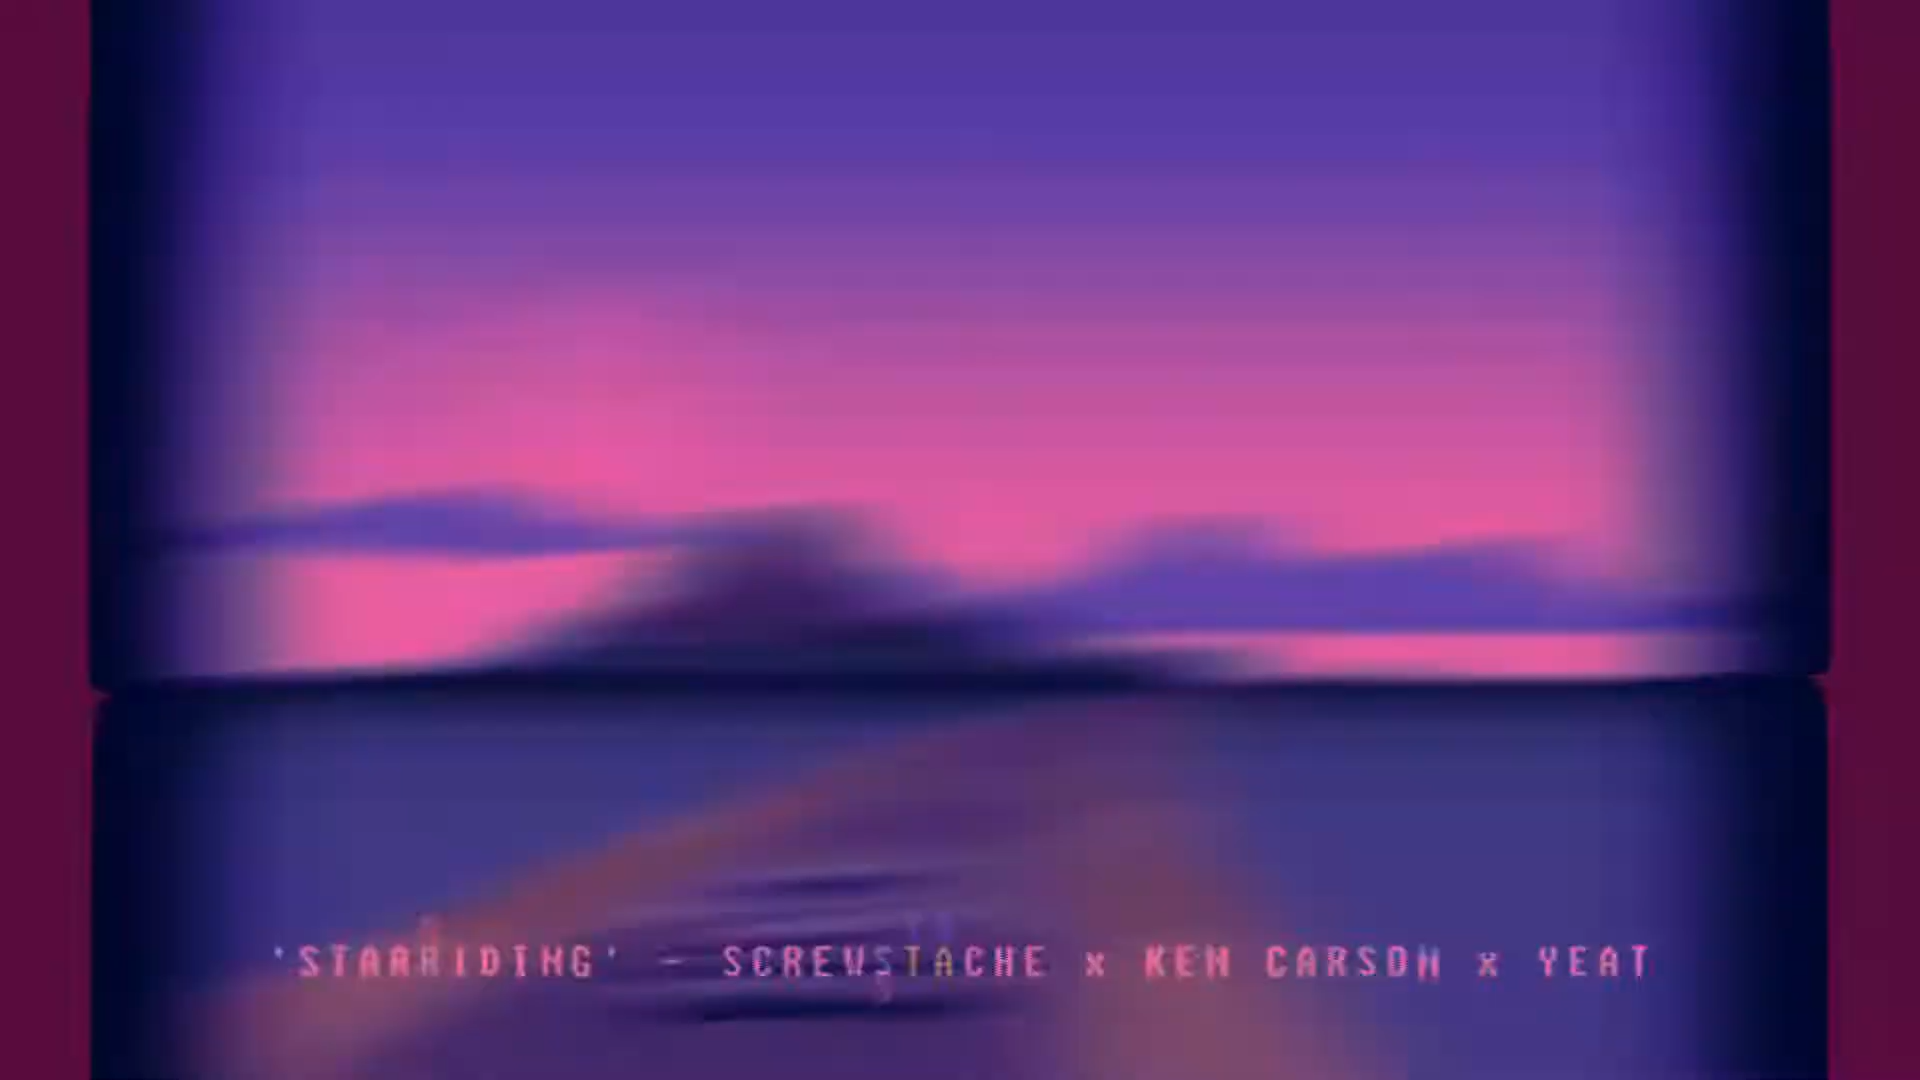 'STARRIDING' - SCREWSTACHE x KEN CARSON x YEAT